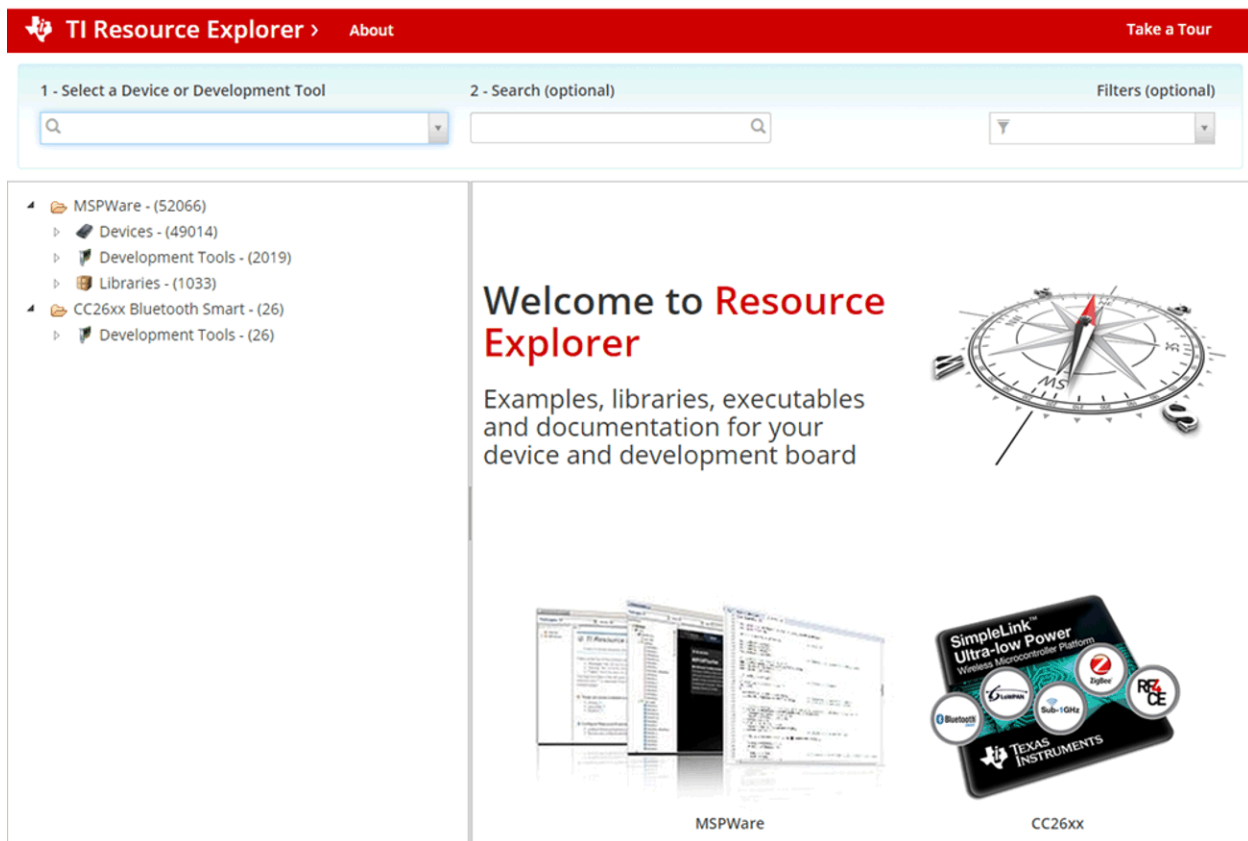 TI Resource Explorer › About Take a Tour
1 - Select a Device or Development Tool
2 - Search (optional)
Filters (optional)
MSPWare - (52066)
Devices - (49014)
Development Tools - (2019)
Libraries - (1033)
CC26xx Bluetooth Smart - (26)
Development Tools - (26)
Welcome to Resource
Explorer
Examples, libraries, executables
and documentation for your
device and development board
SW
S
SimpleLink™
Ultra-low Power
Wireless Microcontroller Platform
ZigBee
6LoWPAN
RF4CE
Sub-1GHz
Bluetooth
Texas
Instruments
MSPWare
CC26xx